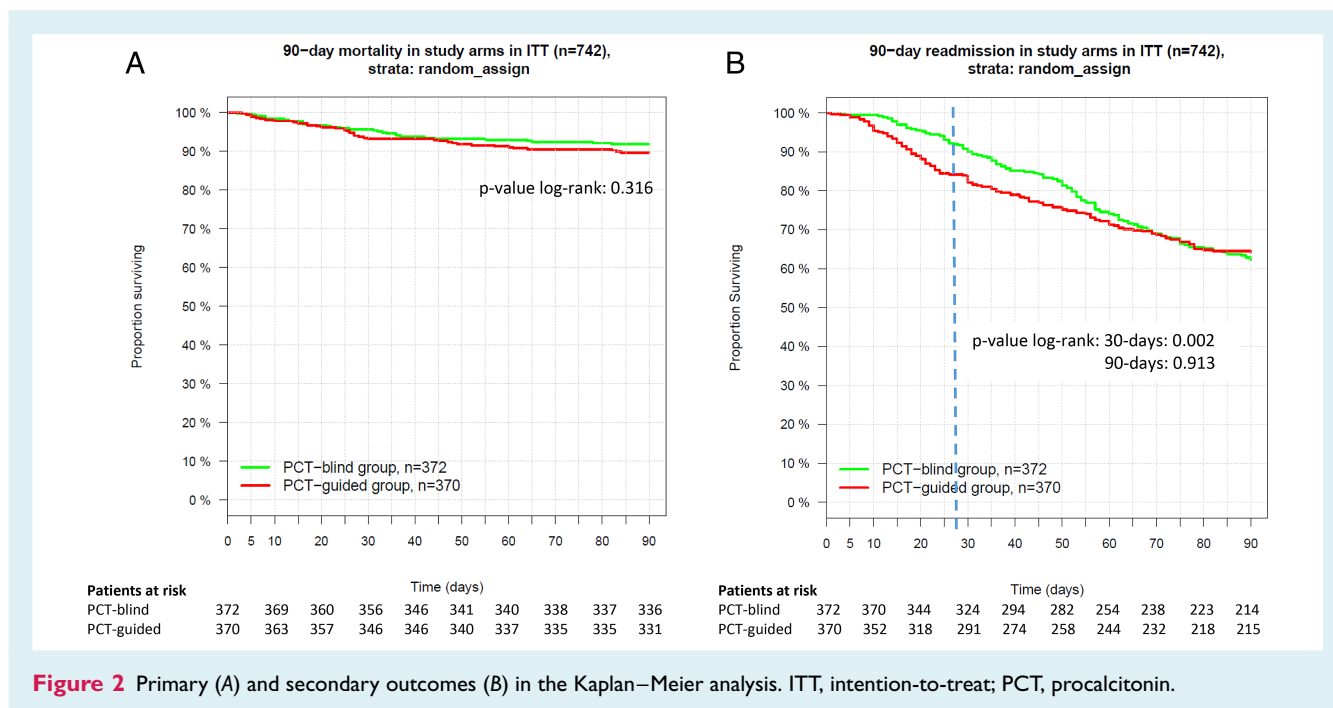 A
90−day mortality in study arms in ITT (n=742),
strata: random_assign
100 %
90 %
80 %
70 %
60 %
50 %
40 %
30 %
20 %
10 %
0 %
Proportion surviving
p-value log-rank: 0.316
PCT−blind group, n=372
PCT−guided group, n=370
0 5 10 20 30 40 50 60 70 80 90
Time (days)
Patients at risk
PCT-blind 372 369 360 356 346 341 340 338 337 336
PCT-guided 370 363 357 346 346 340 337 335 335 331
B
90−day readmission in study arms in ITT (n=742),
strata: random_assign
100 %
90 %
80 %
70 %
60 %
50 %
40 %
30 %
20 %
10 %
0 %
Proportion Surviving
p-value log-rank: 30-days: 0.002
90-days: 0.913
PCT−blind group, n=372
PCT−guided group, n=370
0 5 10 20 30 40 50 60 70 80 90
Time (days)
Patients at risk
PCT-blind 372 370 344 324 294 282 254 238 223 214
PCT-guided 370 352 318 291 274 258 244 232 218 215
Figure 2 Primary (A) and secondary outcomes (B) in the Kaplan–Meier analysis. ITT, intention-to-treat; PCT, procalcitonin.